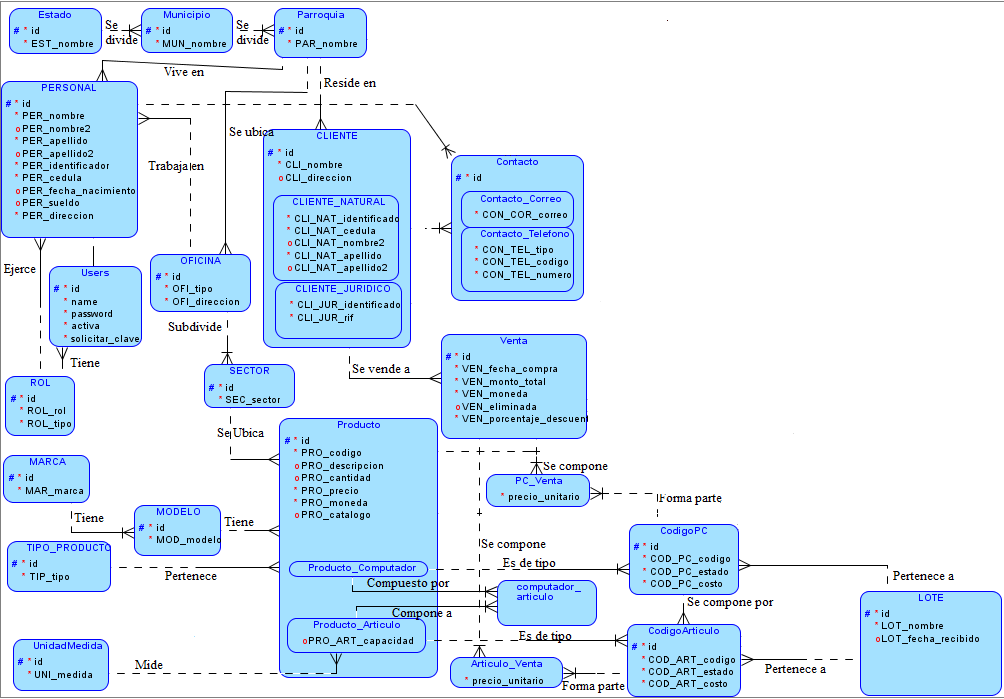 Estado
# * id
* EST_nombre
Se
divide
Municipio
# * id
* MUN_nombre
Se
divide
Parroquia
# * id
* PAR_nombre
Vive en
Reside en
PERSONAL
# * id
* PER_nombre
o PER_nombre2
* PER_apellido
o PER_apellido2
* PER_identificador
* PER_cedula
o PER_fecha_nacimiento
o PER_sueldo
* PER_direccion
Se ubica
Trabaja en
CLIENTE
# * id
* CLI_nombre
o CLI_direccion
CLIENTE_NATURAL
* CLI_NAT_identificado
* CLI_NAT_cedula
o CLI_NAT_nombre2
* CLI_NAT_apellido
o CLI_NAT_apellido2
CLIENTE_JURIDICO
* CLI_JUR_identificado
* CLI_JUR_rif
Contacto
# * id
Contacto_Correo
* CON_COR_correo
Contacto_Telefono
* CON_TEL_tipo
* CON_TEL_codigo
* CON_TEL_numero
Ejerce
Users
# * id
* name
* password
* activa
* solicitar_clave
Tiene
OFICINA
# * id
* OFI_tipo
* OFI_direccion
Subdivide
ROL
# * id
* ROL_rol
* ROL_tipo
SECTOR
# * id
* SEC_sector
Se Ubica
Se vende a
Venta
# * id
* VEN_fecha_compra
* VEN_monto_total
* VEN_moneda
o VEN_eliminada
* VEN_porcentaje_descuen
Producto
# * id
* PRO_codigo
o PRO_descripcion
o PRO_cantidad
* PRO_precio
* PRO_moneda
o PRO_catalogo
Producto_Computador
Producto_Articulo
o PRO_ART_capacidad
Se compone
PC_Venta
* precio_unitario
Forma parte
MARCA
# * id
* MAR_marca
Tiene
MODELO
# * id
* MOD_modelo
Tiene
TIPO_PRODUCTO
# * id
* TIP_tipo
Pertenece
Se compone
Es de tipo
CodigoPC
# * id
* COD_PC_codigo
* COD_PC_estado
* COD_PC_costo
Pertenece a
Compuesto por
computador_
articulo
Compone a
Se compone por
LOTE
# * id
* LOT_nombre
o LOT_fecha_recibido
Es de tipo
CodigoArticulo
# * id
* COD_ART_codigo
* COD_ART_estado
* COD_ART_costo
Pertenece a
UnidadMedida
# * id
* UNI_medida
Mide
Articulo_Venta
* precio_unitario
Forma parte